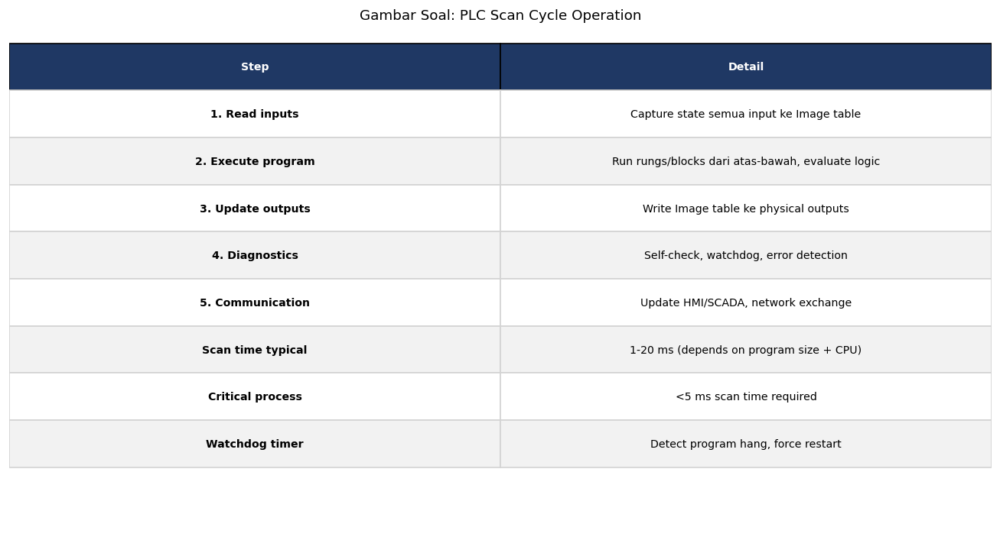 Gambar Soal: PLC Scan Cycle Operation
Step Detail
1. Read inputs Capture state semua input ke Image table
2. Execute program Run rungs/blocks dari atas-bawah, evaluate logic
3. Update outputs Write Image table ke physical outputs
4. Diagnostics Self-check, watchdog, error detection
5. Communication Update HMI/SCADA, network exchange
Scan time typical 1-20 ms (depends on program size + CPU)
Critical process <5 ms scan time required
Watchdog timer Detect program hang, force restart